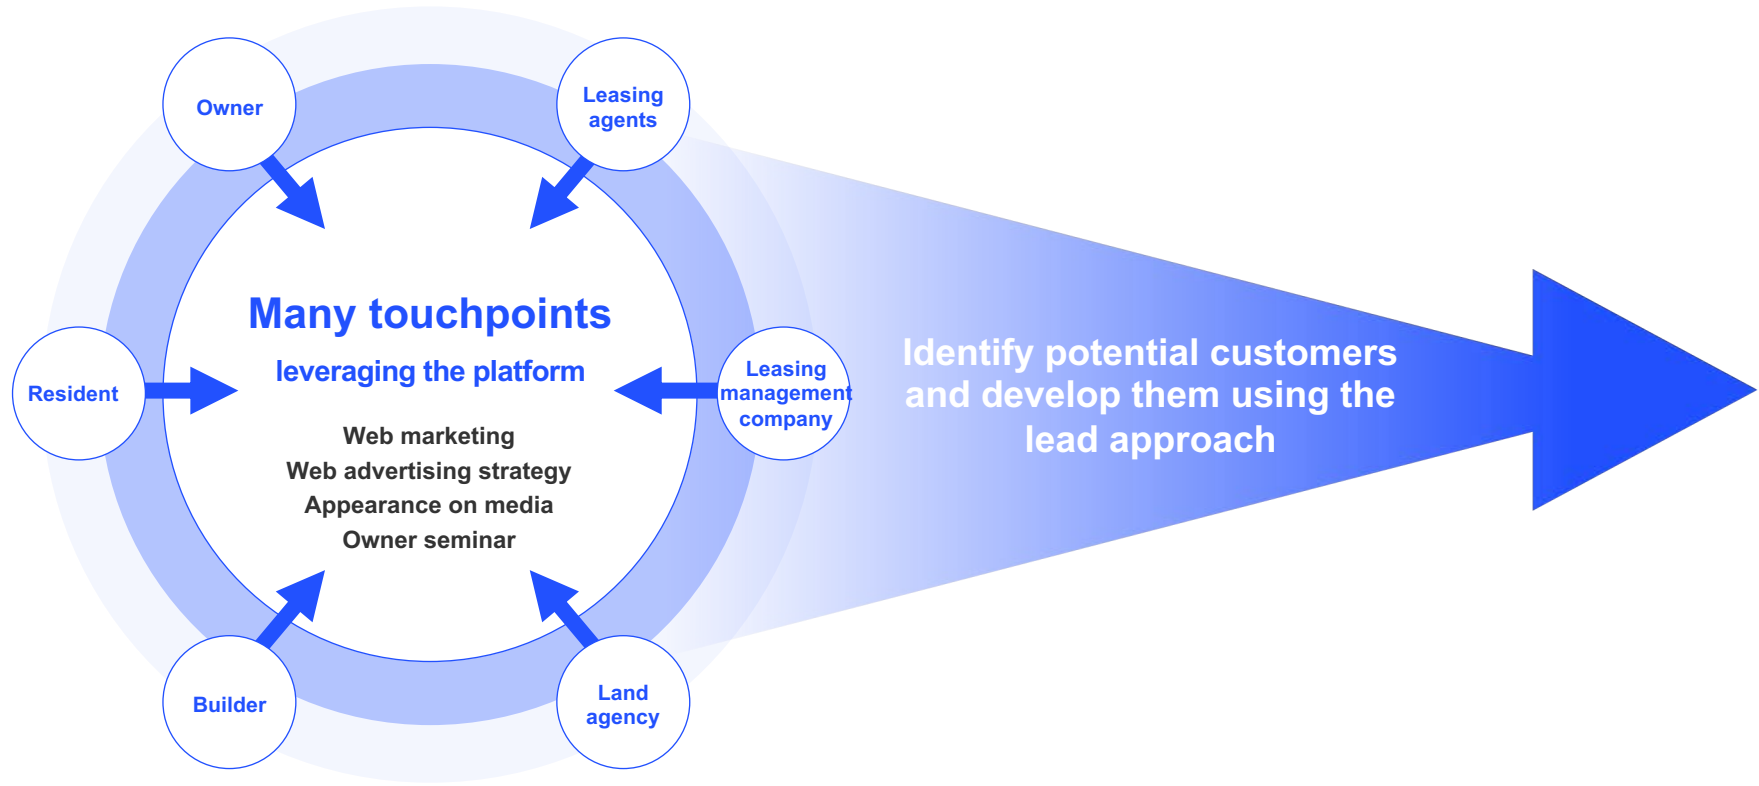 Owner
Leasing
agents
Many touchpoints
leveraging the platform
Resident
Web marketing
Web advertising strategy
Appearance on media
Owner seminar
Leasing
management
company
Identify potential customers
and develop them using the
lead approach
Builder
Land
agency